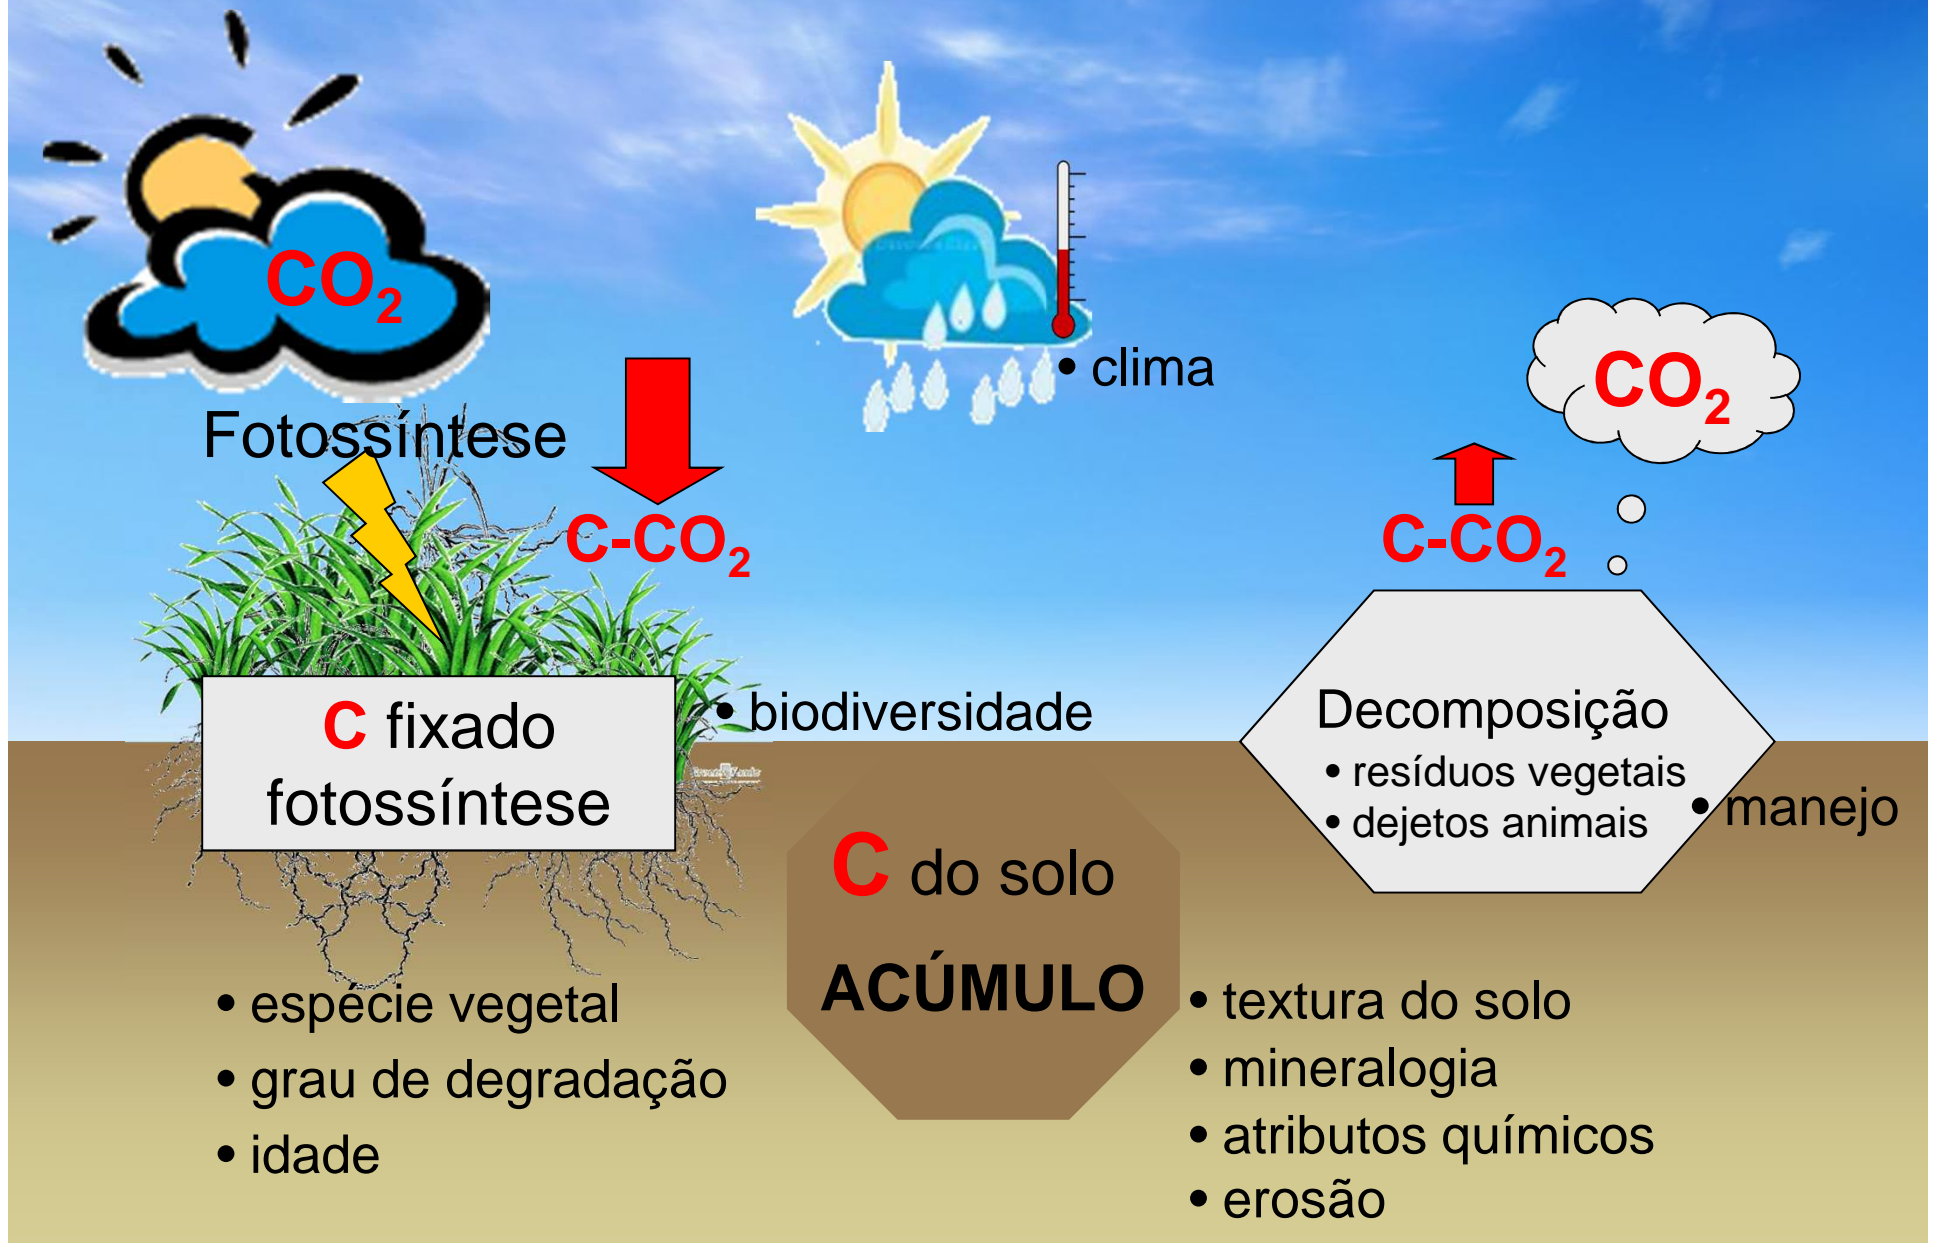 CO2
• clima
CO2
Fotossíntese
C-CO2
C-CO2
C fixado
fotossíntese
• biodiversidade
Decomposição
• resíduos vegetais
• dejetos animais
• manejo
C do solo
ACÚMULO
• espécie vegetal
• grau de degradação
• idade
• textura do solo
• mineralogia
• atributos químicos
• erosão